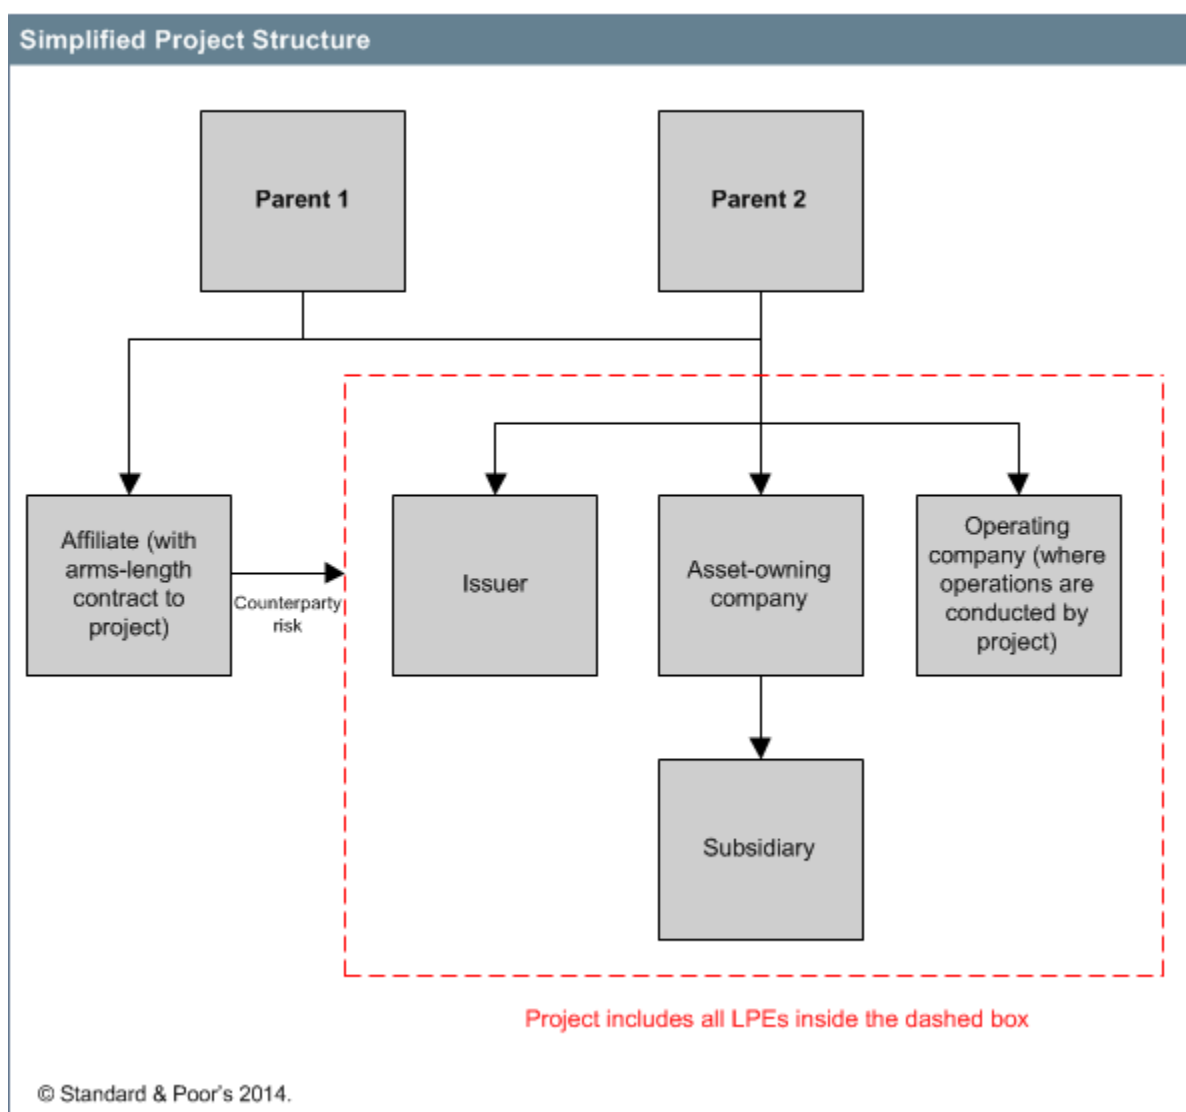 Simplified Project Structure
Parent 1
Parent 2
Affiliate (with
arms-length
contract to
project)
Counterparty
risk
Issuer
Asset-owning
company
Operating
company (where
operations are
conducted by
project)
Subsidiary
Project includes all LPEs inside the dashed box
© Standard & Poor's 2014.